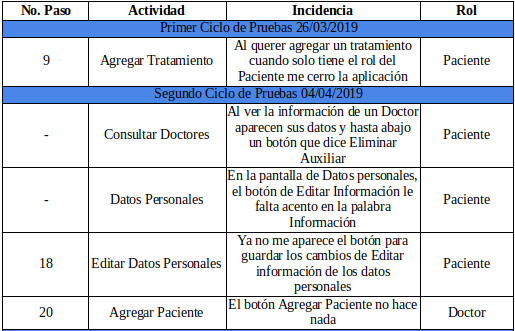 No. Paso Actividad Incidencia Rol
Primer Ciclo de Pruebas 26/03/2019
9 Agregar Tratamiento Al querer agregar un tratamiento
cuando solo tiene el rol del
Paciente me cerro la aplicación Paciente
Segundo Ciclo de Pruebas 04/04/2019
- Consultar Doctores Al ver la información de un Doctor
aparecen sus datos y hasta abajo
un botón que dice Eliminar
Auxiliar Paciente
- Datos Personales En la pantalla de Datos personales,
el botón de Editar Información le
falta acento en la palabra
Información Paciente
18 Editar Datos Personales Ya no me aparece el botón para
guardar los cambios de Editar
información de los datos
personales Paciente
20 Agregar Paciente El botón Agregar Paciente no hace
nada Doctor